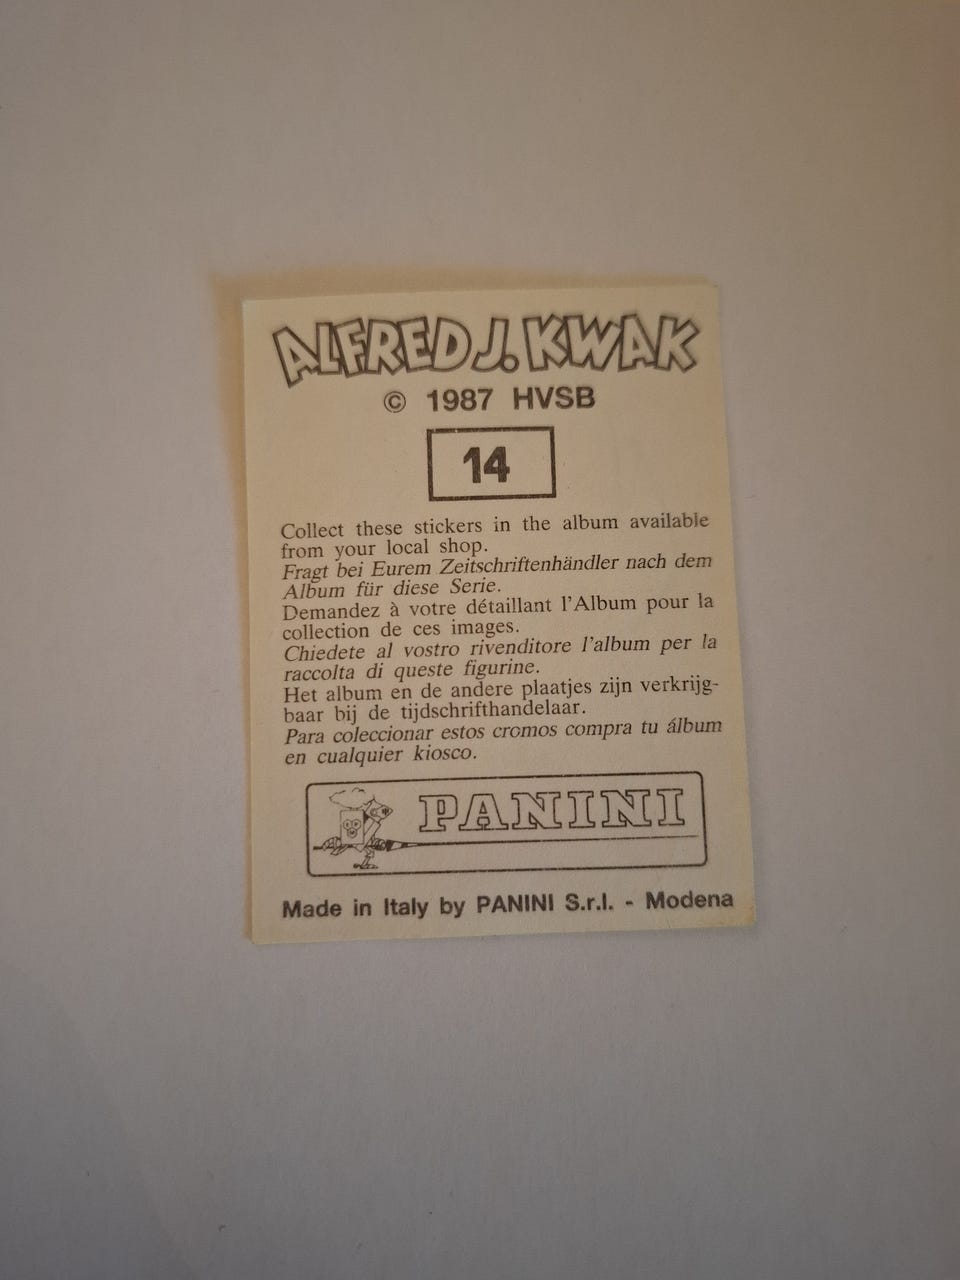 ALFRED J. KWAK
© 1987 HVSB
14
Collect these stickers in the album available
from your local shop.
Fragt bei Eurem Zeitschriftenhändler nach dem
Album für diese Serie.
Demandez à votre détaillant l'Album pour la
collection de ces images.
Chiedete al vostro rivenditore l'album per la
raccolta di queste figurine.
Het album en de andere plaatjes zijn verkrijg-
baar bij de tijdschrifthandelaar.
Para coleccionar estos cromos compra tu álbum
en cualquier kiosco.
PANINI
Made in Italy by PANINI S.r.l. - Modena